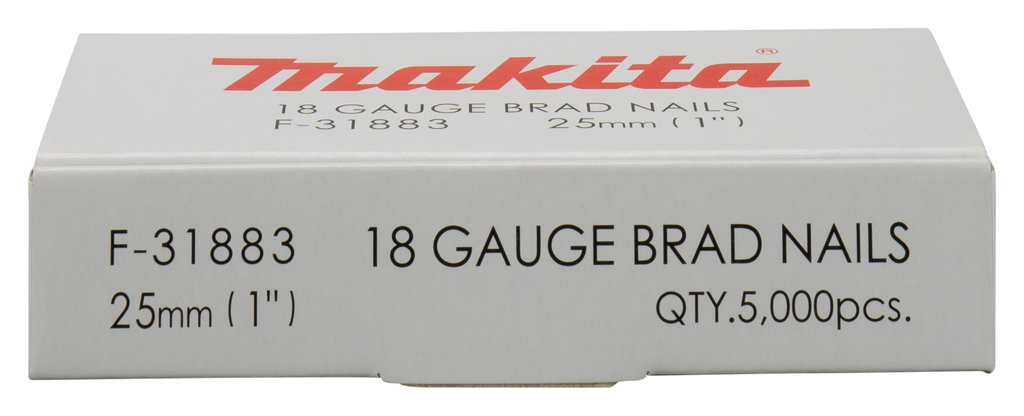 makita®
18 GAUGE BRAD NAILS
F-31883 25mm (1")
F-31883 18 GAUGE BRAD NAILS
25mm (1") QTY.5,000pcs.